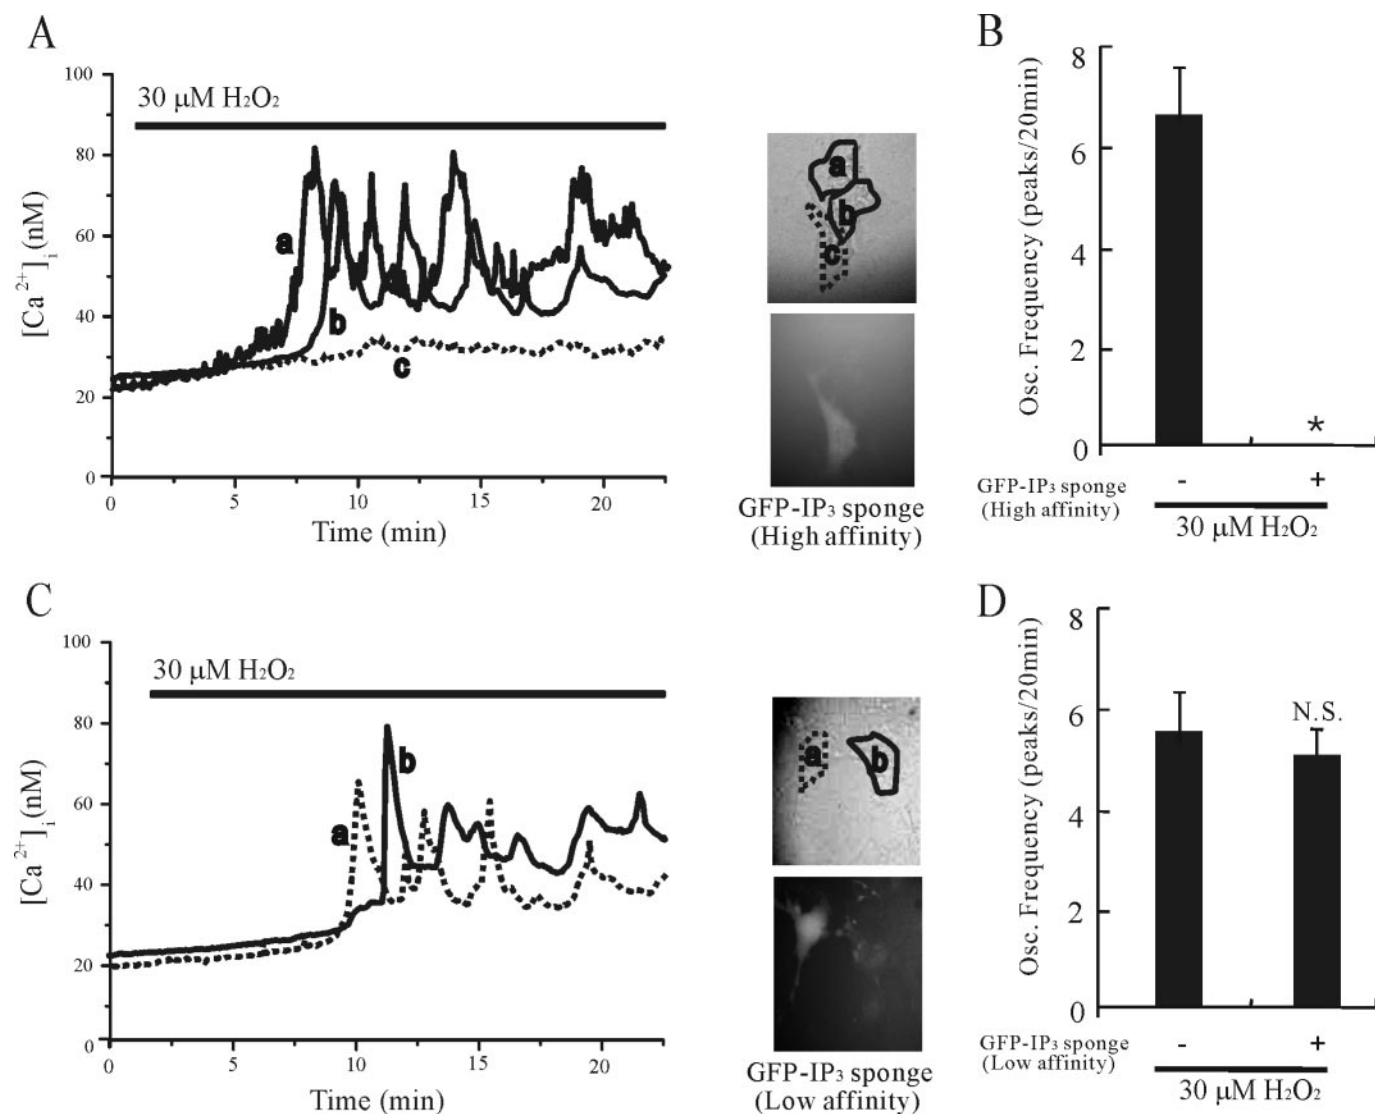 A
100
80
60
40
20
0
[Ca²⁺]ᵢ (nM)
30 µM H₂O₂
a
b
c
0 5 10 15 20
Time (min)
a
b
c
GFP-IP₃ sponge
(High affinity)
B
8
6
4
2
0
Osc. Frequency (peaks/20min)
*
GFP-IP₃ sponge
(High affinity)
- +
30 µM H₂O₂
C
100
80
60
40
20
0
[Ca²⁺]ᵢ (nM)
30 µM H₂O₂
a
b
0 5 10 15 20
Time (min)
a
b
GFP-IP₃ sponge
(Low affinity)
D
8
6
4
2
0
Osc. Frequency (peaks/20min)
N.S.
GFP-IP₃ sponge
(Low affinity)
- +
30 µM H₂O₂